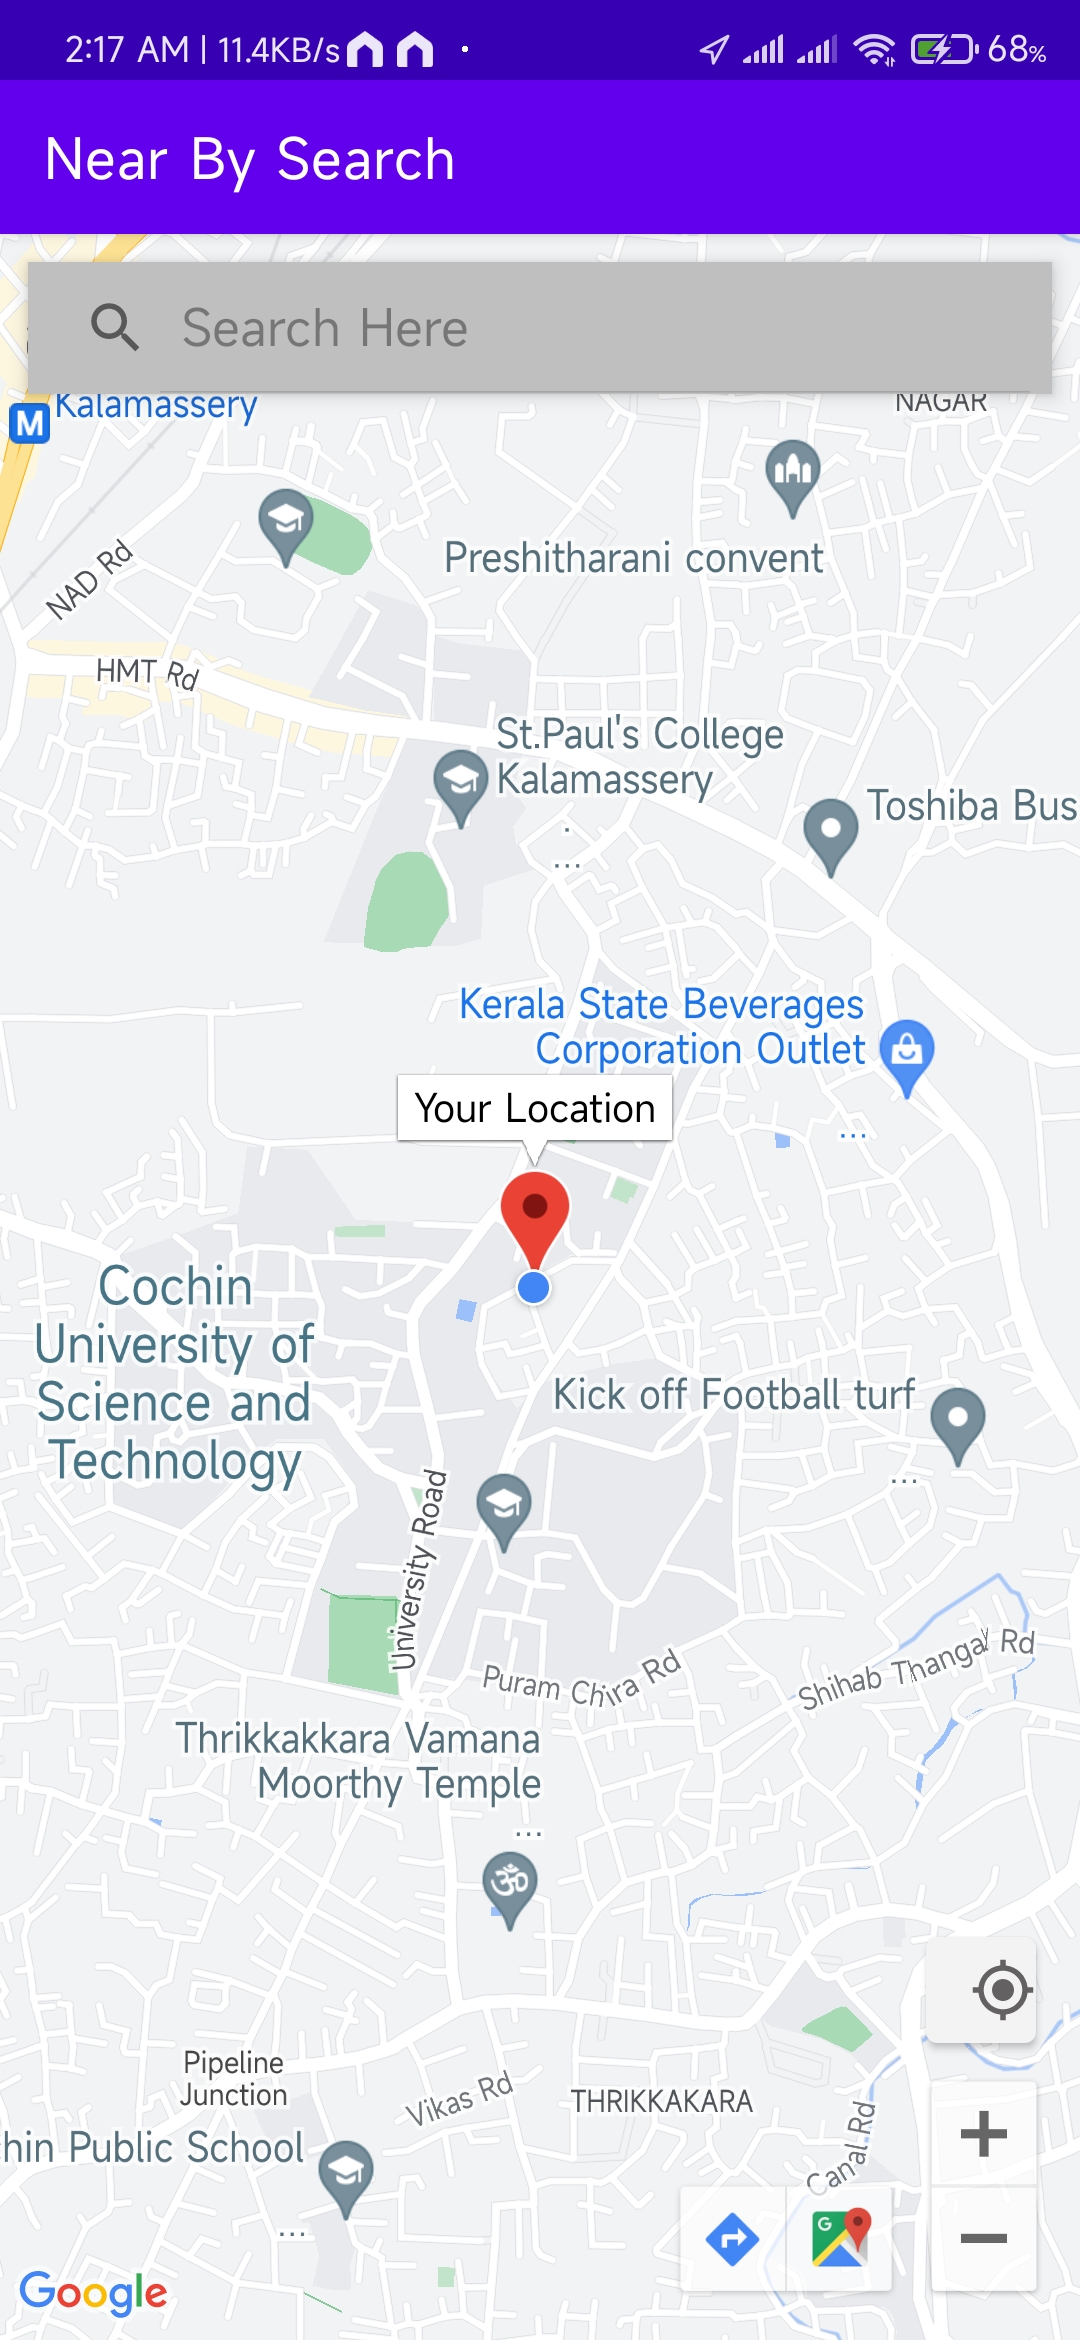 2:17 AM | 11.4KB/s
68%
Near By Search
Search Here
Kalamassery
M
NAGAR
Preshitharani convent
NAD Rd
HMT Rd
St.Paul's College
Kalamassery
...
Toshiba Bus
Kerala State Beverages
Corporation Outlet
...
Your Location
Cochin
University of
Science and
Technology
Kick off Football turf
...
University Road
Puram Chira Rd
Shihab Thangal Rd
Thrikkakkara Vamana
Moorthy Temple
...
ॐ
Pipeline
Junction
Vikas Rd
THRIKKAKARA
Canal Rd
hin Public School
...
G
Google